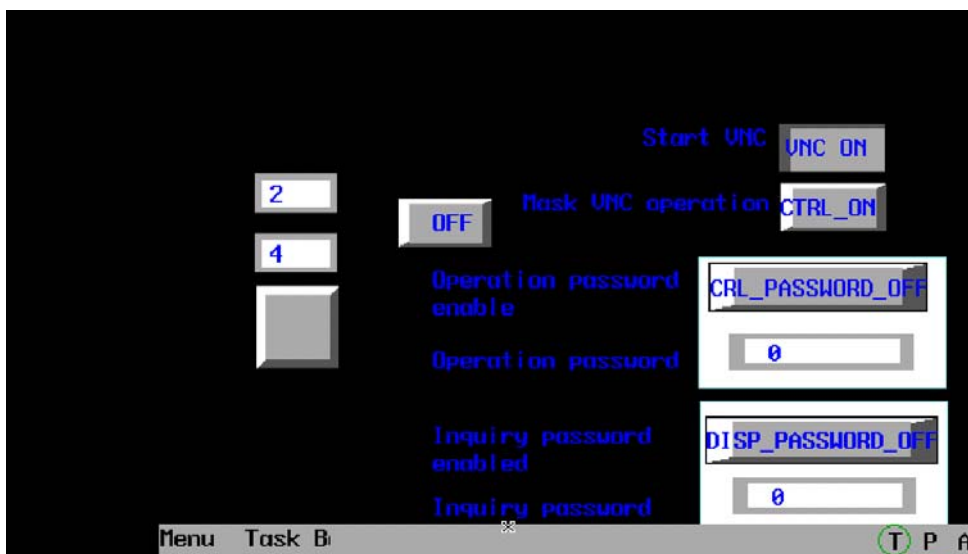 Start VNC
VNC ON
2
OFF
Mask VNC operation
CTRL_ON
4
Operation password
enable
CRL_PASSWORD_OFF
Operation password
0
Inquiry password
enabled
DISP_PASSWORD_OFF
Inquiry password
0
Menu Task B
T P A